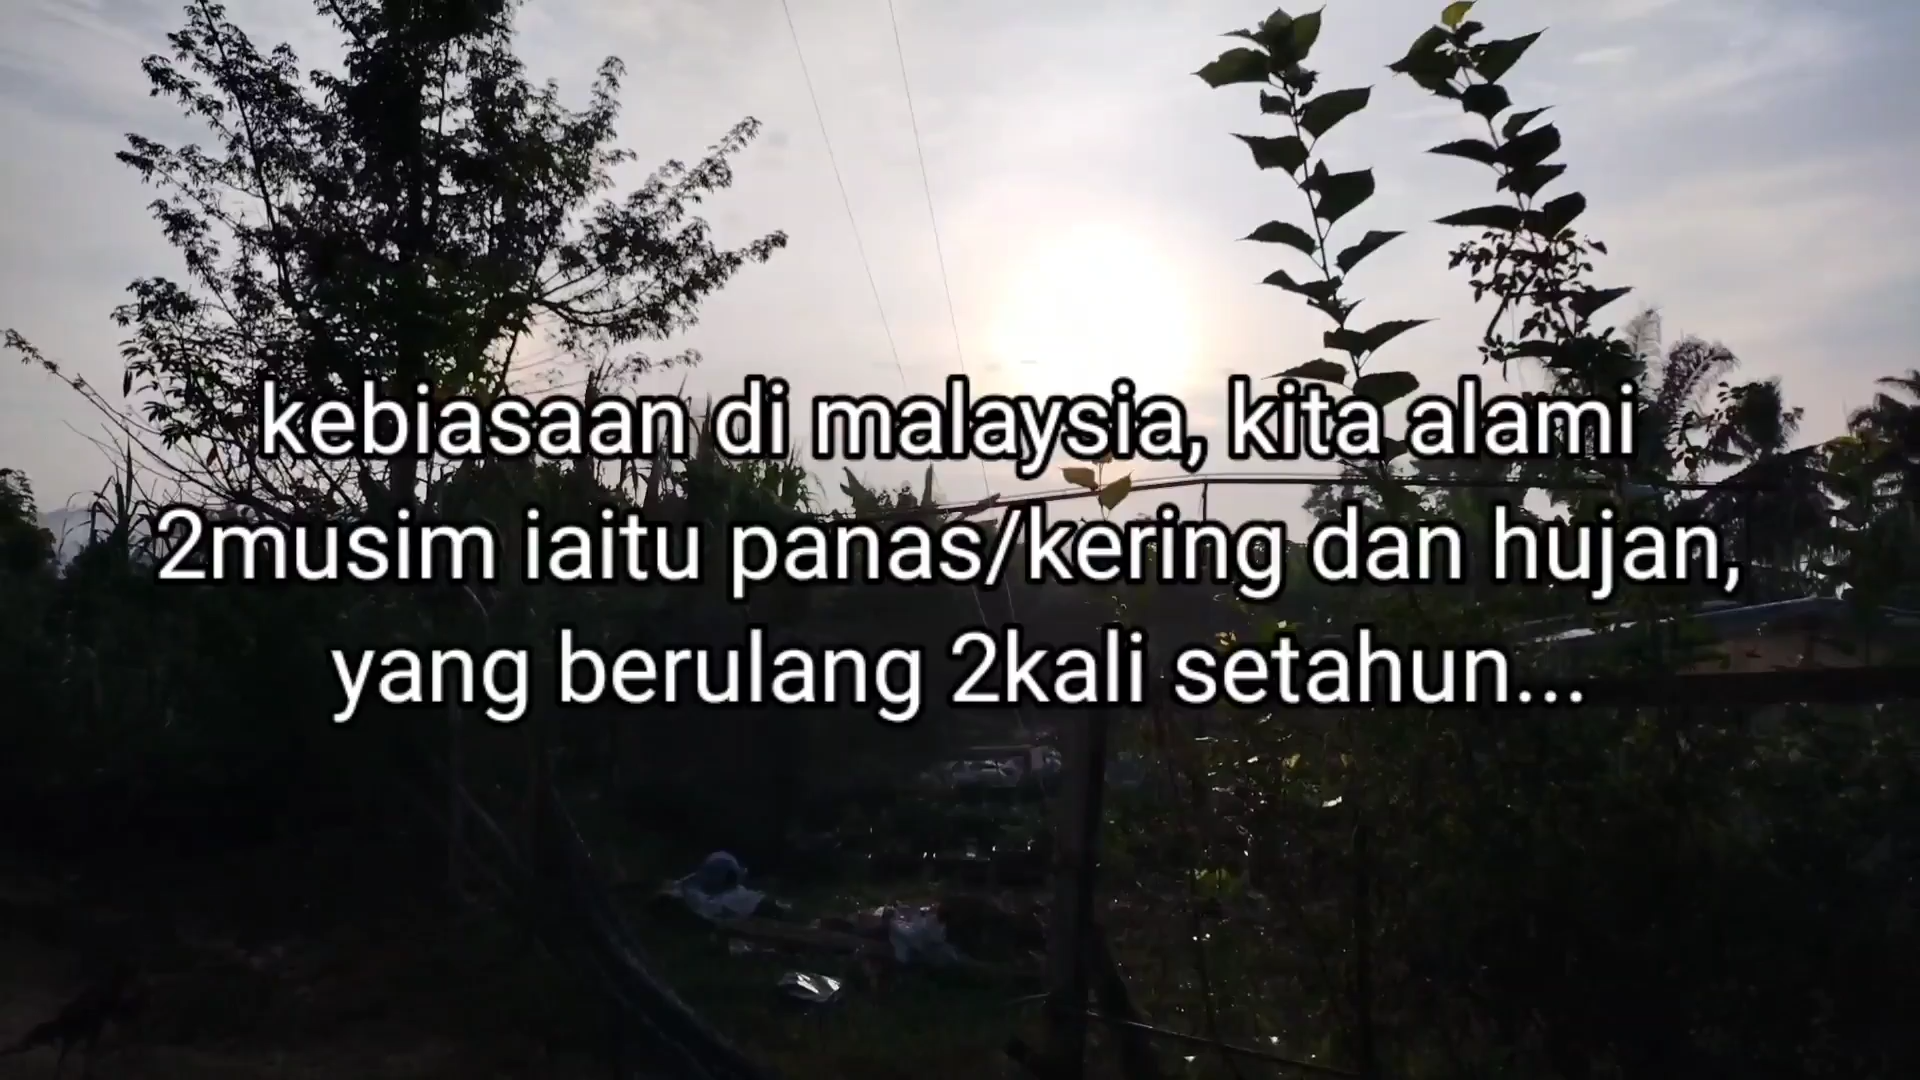 kebiasaan di malaysia, kita alami
2musim iaitu panas/kering dan hujan,
yang berulang 2kali setahun...